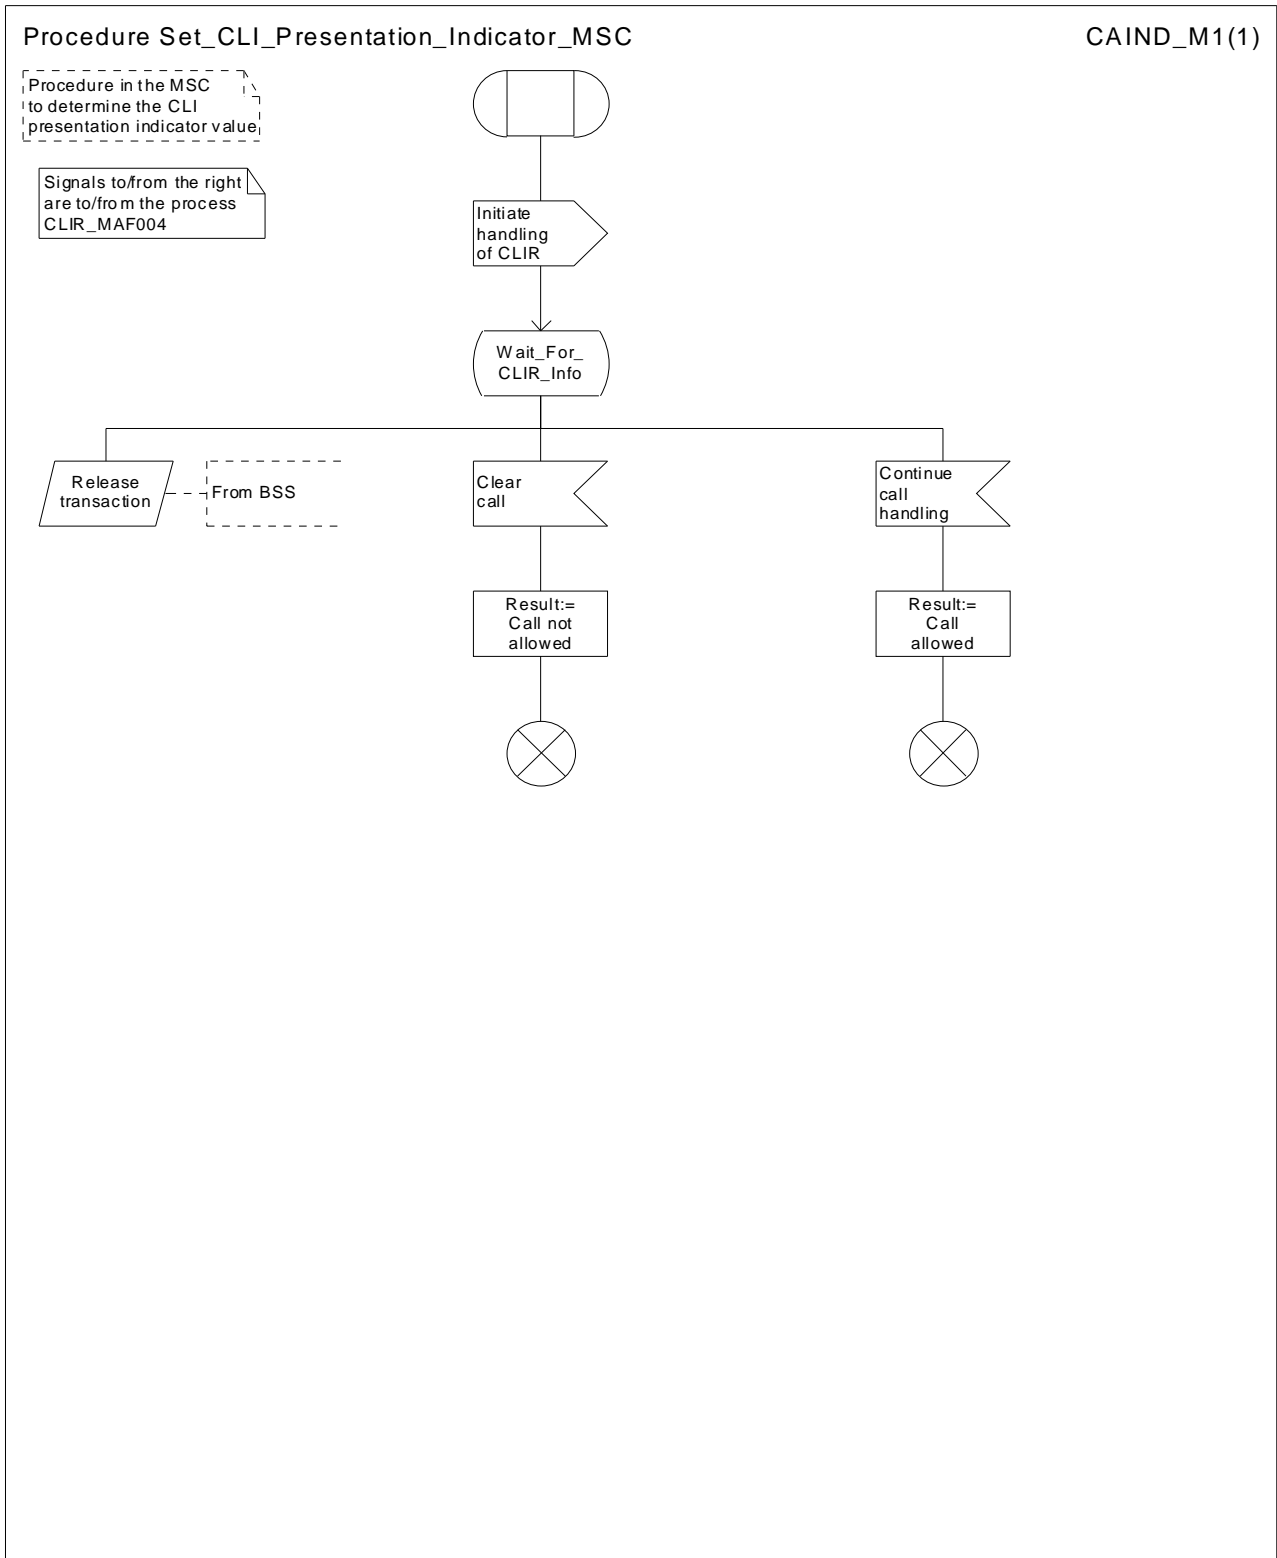 Procedure Set_CLI_Presentation_Indicator_MSC
CAIND_M1(1)
Procedure in the MSC
to determine the CLI
presentation indicator value
Signals to/from the right
are to/from the process
CLIR_MAF004
Initiate
handling
of CLIR
Wait_For_
CLIR_Info
Release
transaction
From BSS
Clear
call
Continue
call
handling
Result:=
Call not
allowed
Result:=
Call
allowed